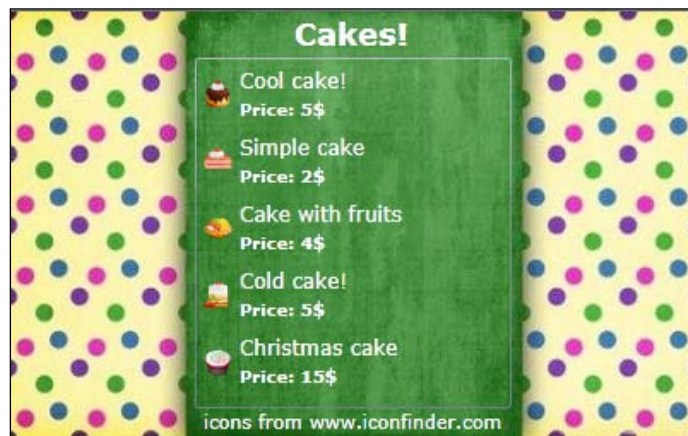 Cakes!
Cool cake!
Price: 5$
Simple cake
Price: 2$
Cake with fruits
Price: 4$
Cold cake!
Price: 5$
Christmas cake
Price: 15$
icons from www.iconfinder.com